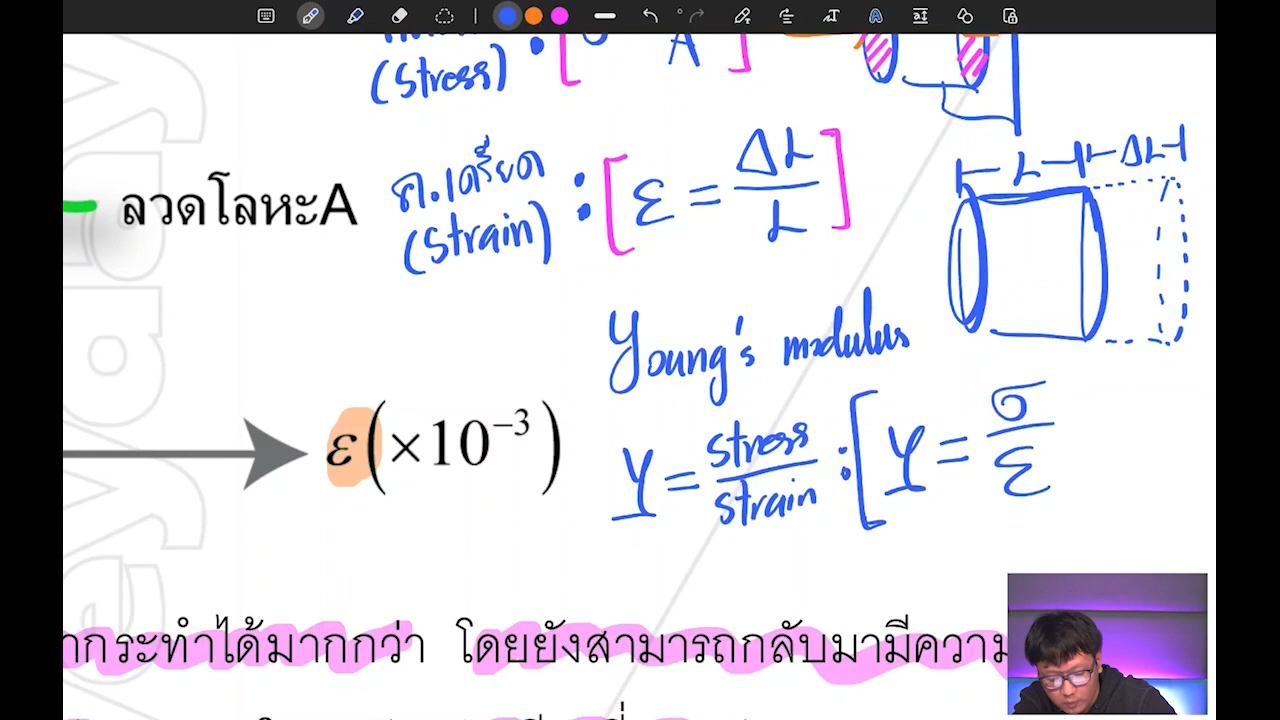 σ A
(Stress) :
ค.เครียด
(Strain) : [ε = ΔL / L]
L ΔL
ลวดโลหะA
Young's modulus
Y = stress / strain : [Y = σ / ε
ε(×10⁻³)
ากระทำได้มากกว่า โดยยังสามารถกลับมามีความ